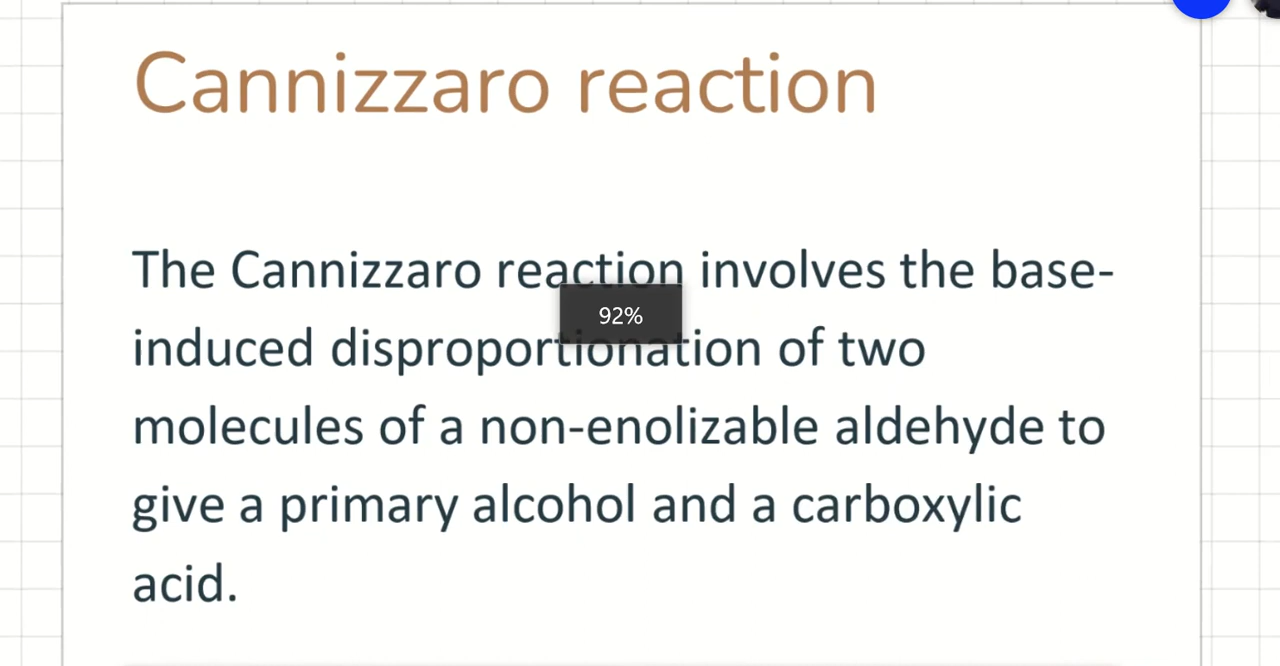 Cannizzaro reaction
The Cannizzaro reaction involves the base-
92%
induced disproportionation of two
molecules of a non-enolizable aldehyde to
give a primary alcohol and a carboxylic
acid.